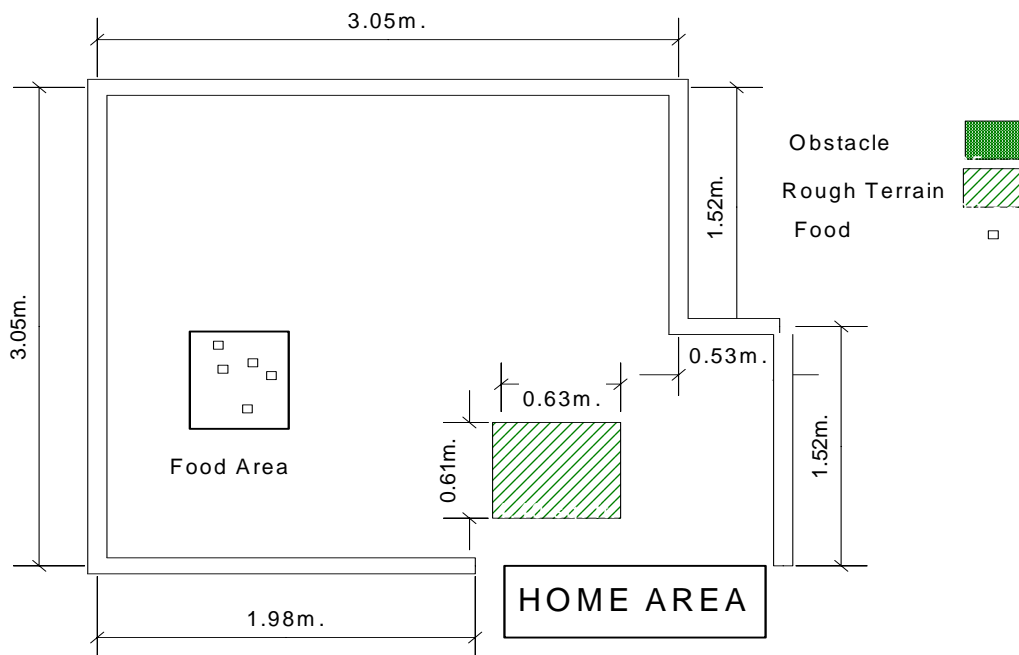 3.05m.
Obstacle
Rough Terrain
Food
1.52m.
3.05m.
0.53m.
0.63m.
Food Area
0.61m.
1.52m.
HOME AREA
1.98m.